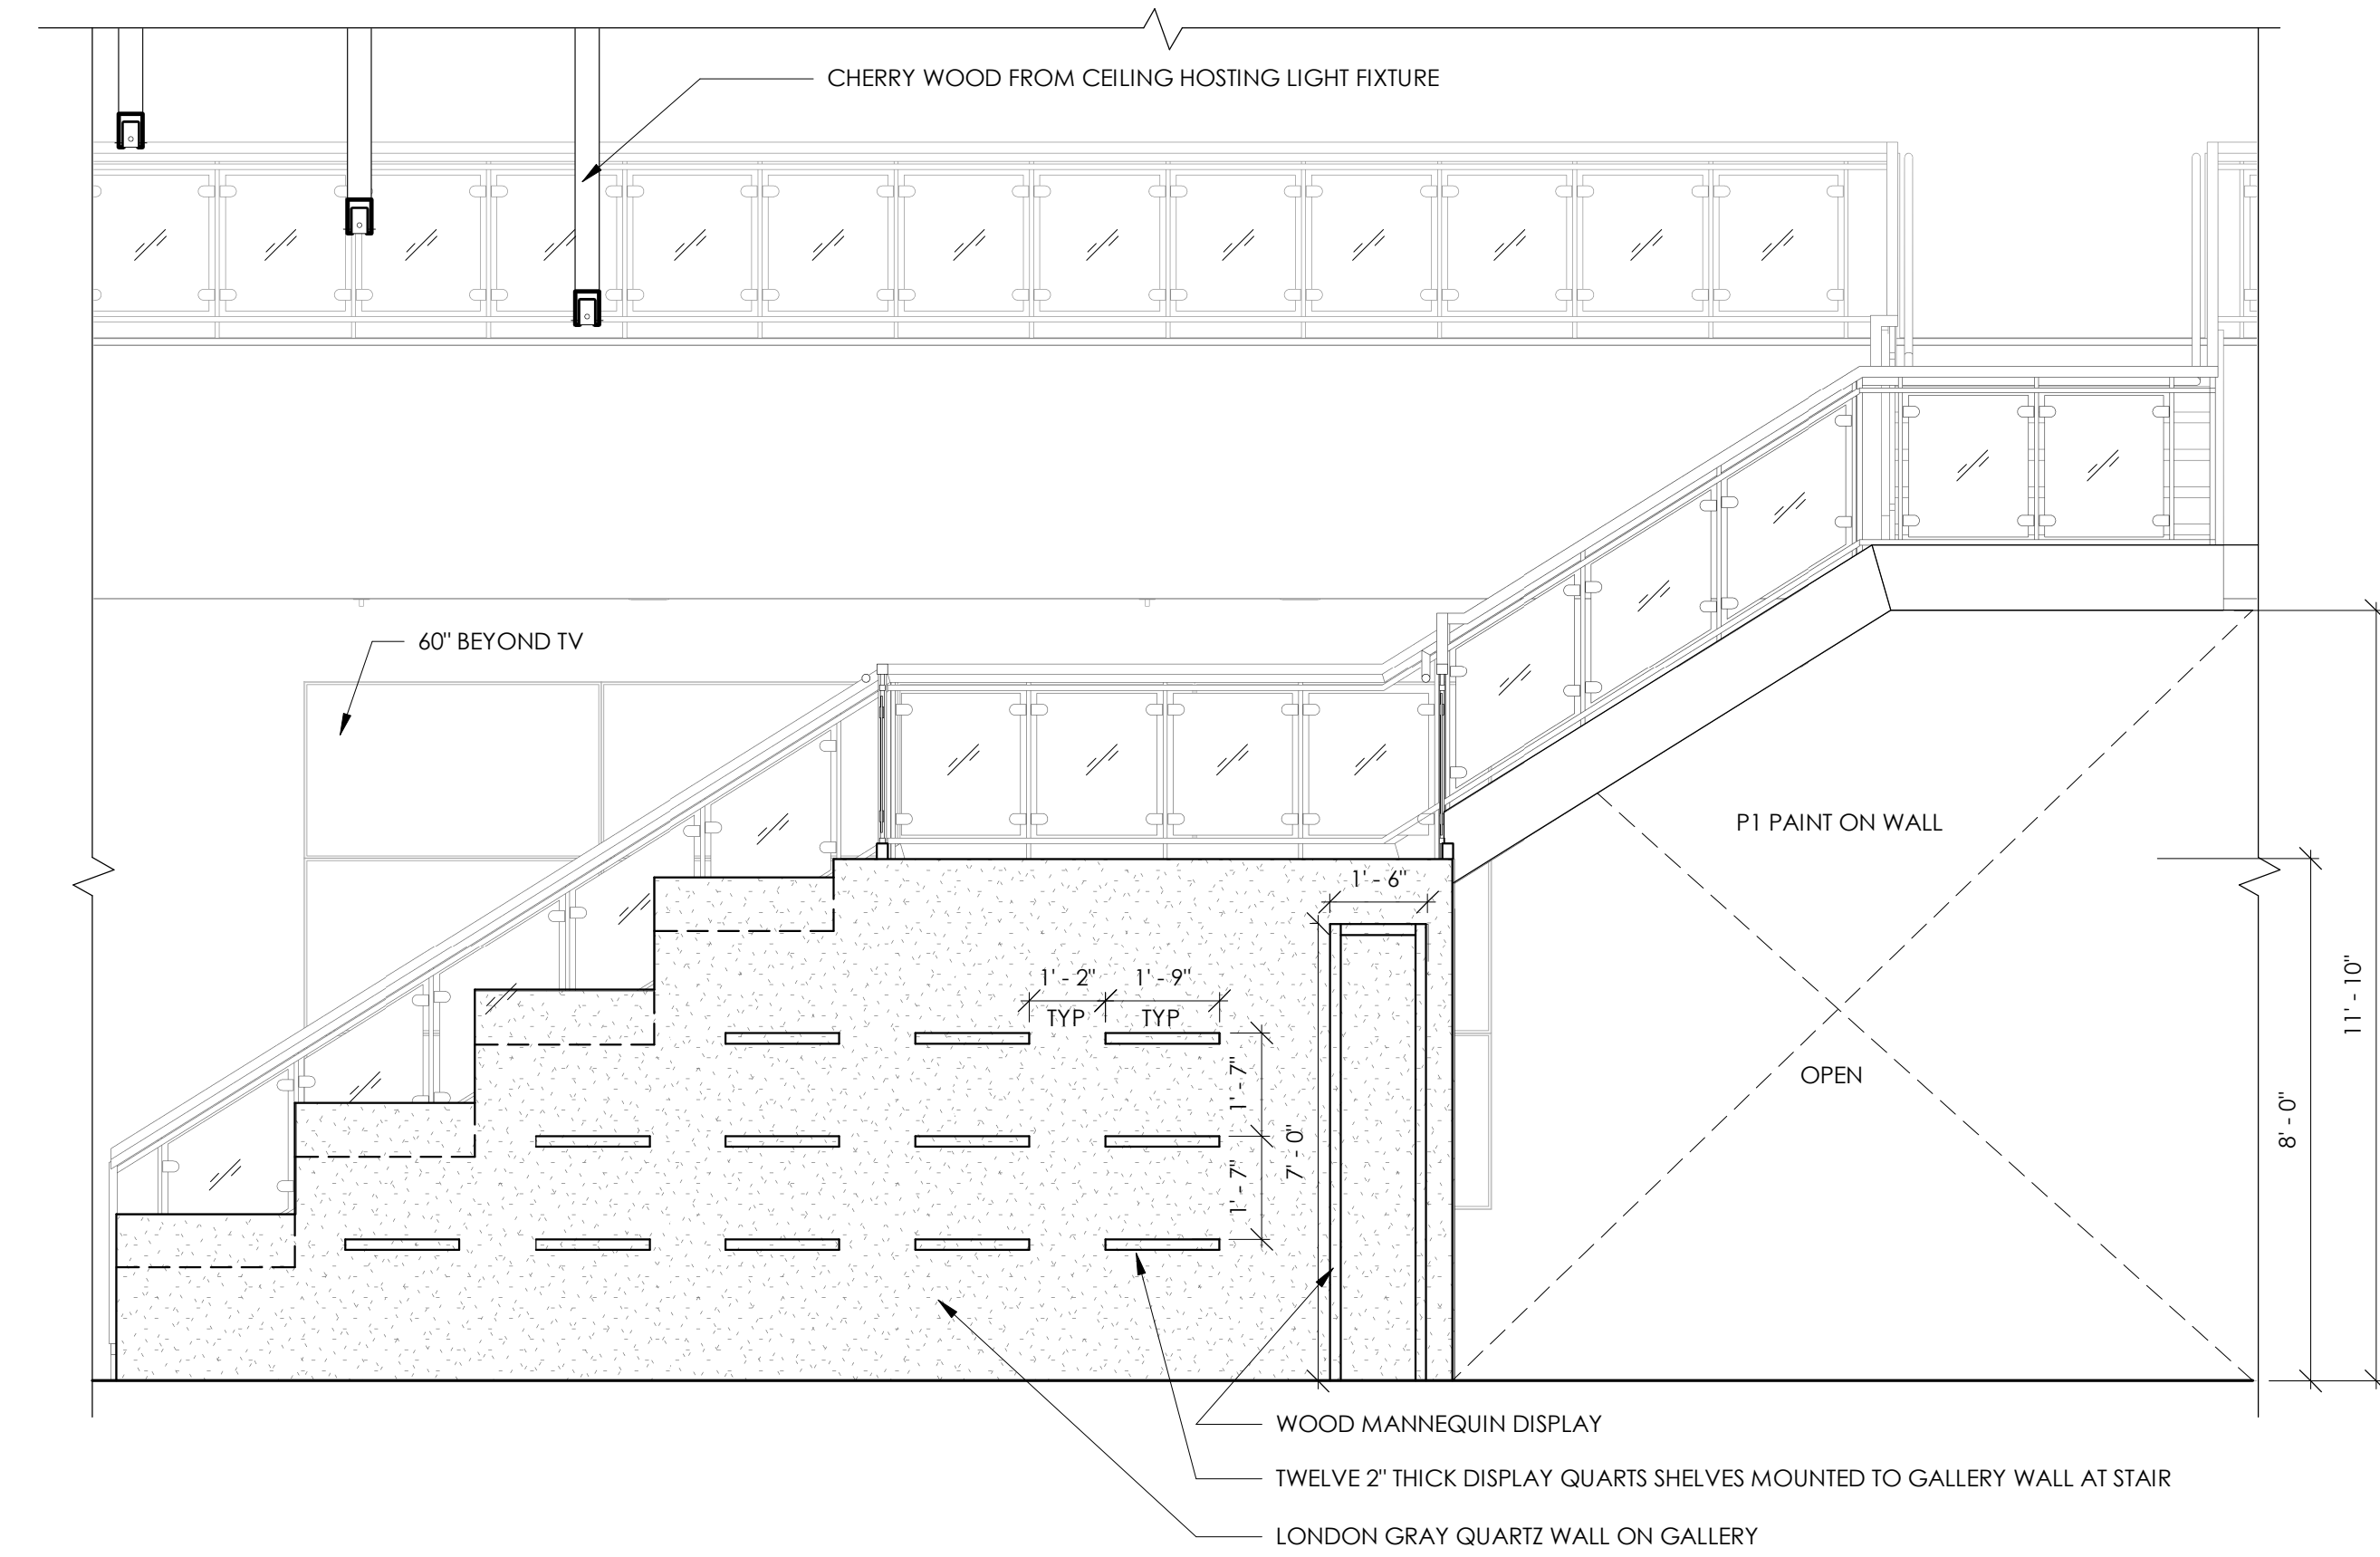 CHERRY WOOD FROM CEILING HOSTING LIGHT FIXTURE
60" BEYOND TV
P1 PAINT ON WALL
1' - 6"
1' - 2"
TYP
1' - 9"
TYP
1' - 7"
1' - 7"
7' - 0"
OPEN
8' - 0"
11' - 10"
WOOD MANNEQUIN DISPLAY
TWELVE 2" THICK DISPLAY QUARTS SHELVES MOUNTED TO GALLERY WALL AT STAIR
LONDON GRAY QUARTZ WALL ON GALLERY